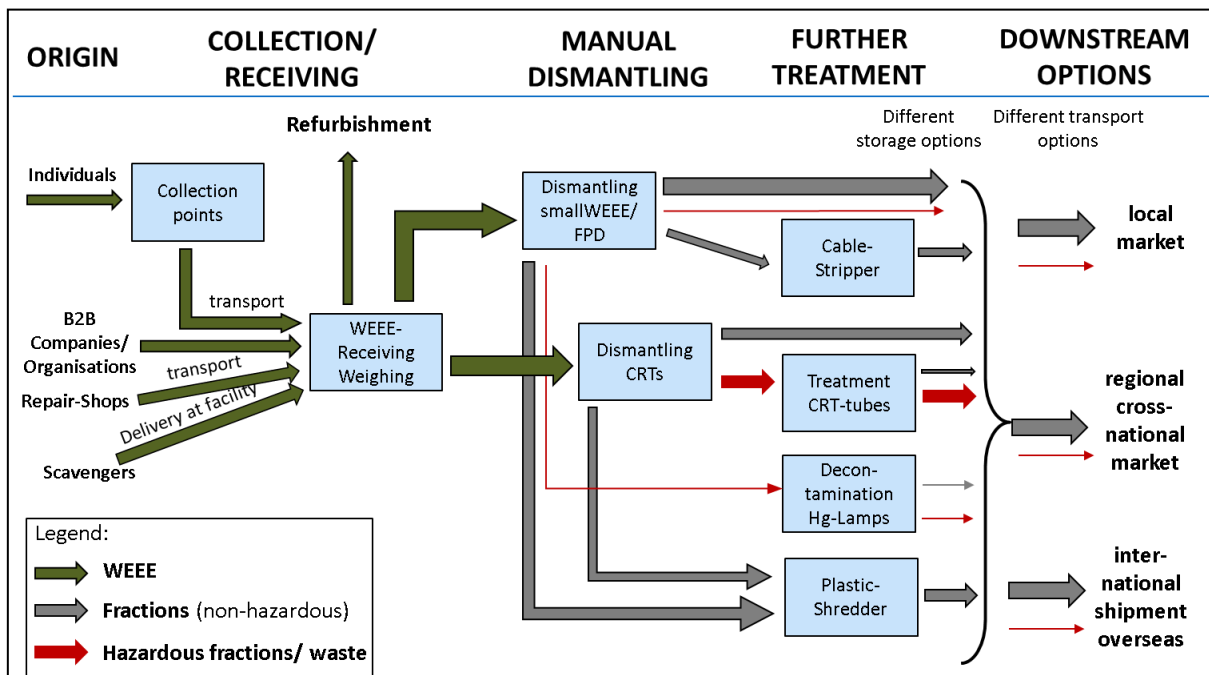 ORIGIN
COLLECTION/
RECEIVING
MANUAL
DISMANTLING
FURTHER
TREATMENT
DOWNSTREAM
OPTIONS
Different
storage options
Different transport
options
Refurbishment
Individuals
Collection
points
transport
B2B
Companies/
Organisations
transport
Repair-Shops
Delivery at facility
Scavengers
WEEE-
Receiving
Weighing
Dismantling
smallWEEE/
FPD
Dismantling
CRTs
Cable-
Stripper
Treatment
CRT-tubes
Decon-
tamination
Hg-Lamps
Plastic-
Shredder
local
market
regional
cross-
national
market
inter-
national
shipment
overseas
Legend:
WEEE
Fractions (non-hazardous)
Hazardous fractions/ waste